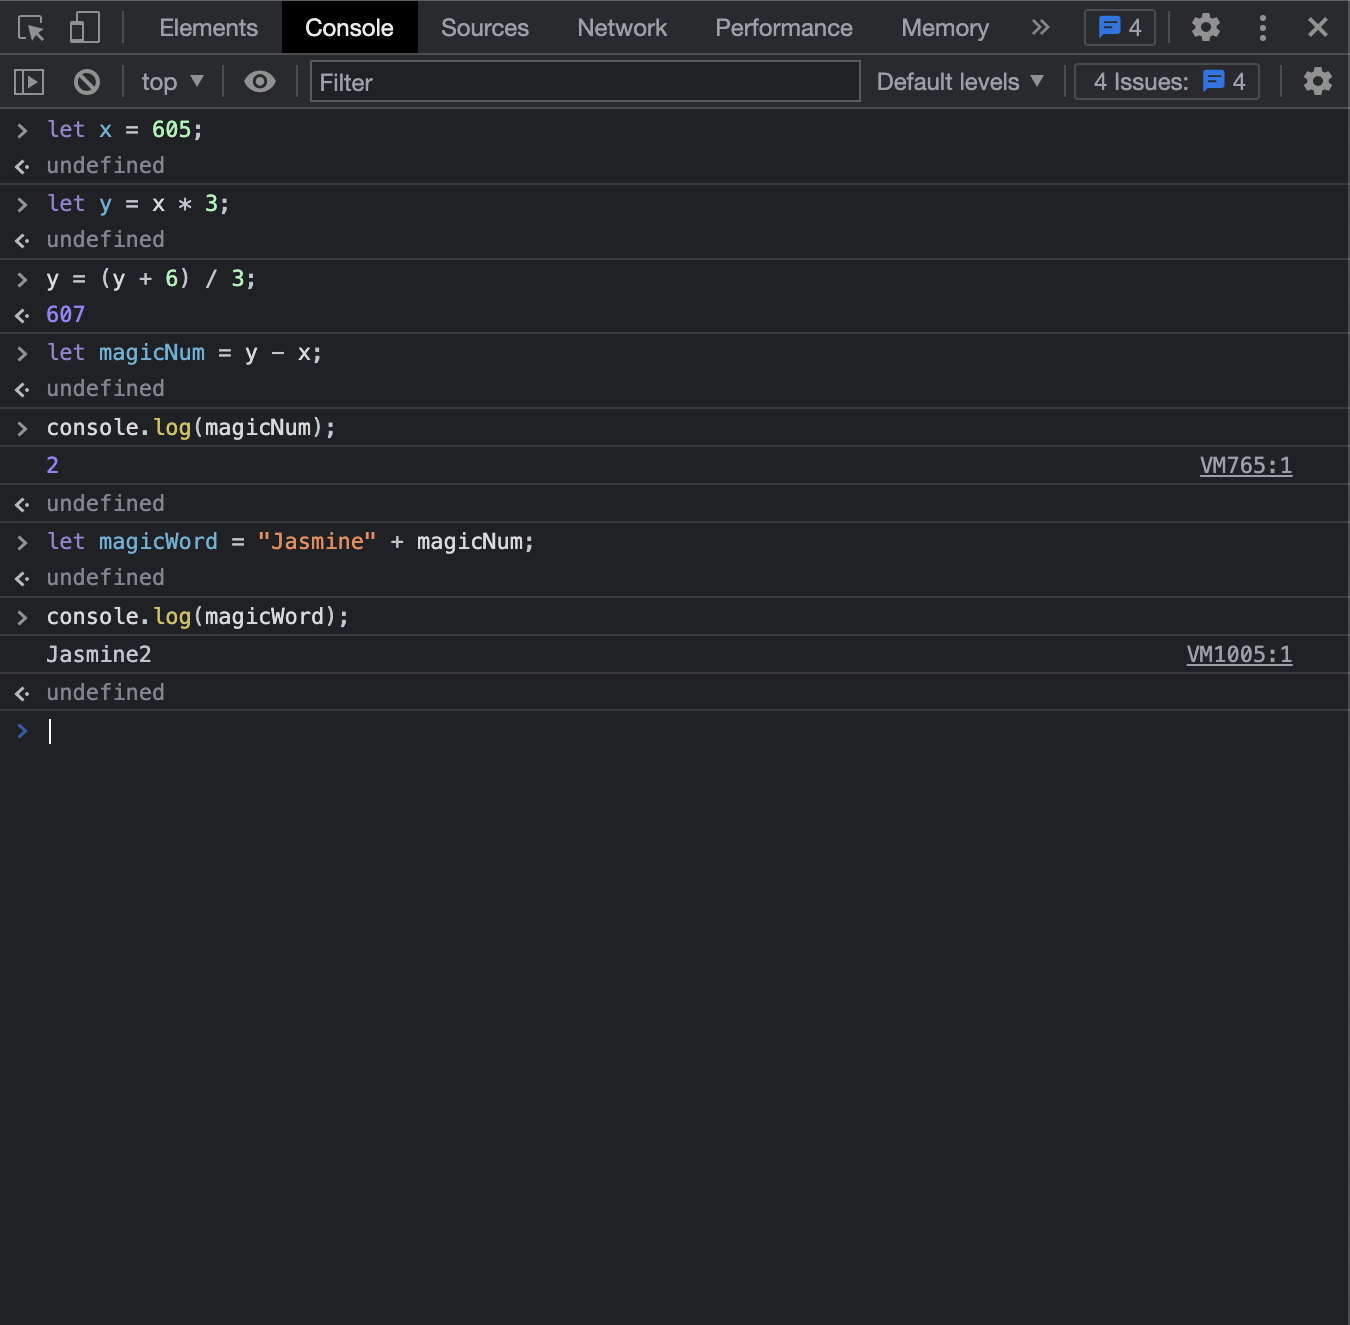 Elements Console Sources Network Performance Memory » 4
top ▼ Filter Default levels ▼ 4 Issues: 4
> let x = 605;
undefined
> let y = x * 3;
undefined
> y = (y + 6) / 3;
607
> let magicNum = y - x;
undefined
> console.log(magicNum);
2 VM765:1
undefined
> let magicWord = "Jasmine" + magicNum;
undefined
> console.log(magicWord);
Jasmine2 VM1005:1
undefined
>